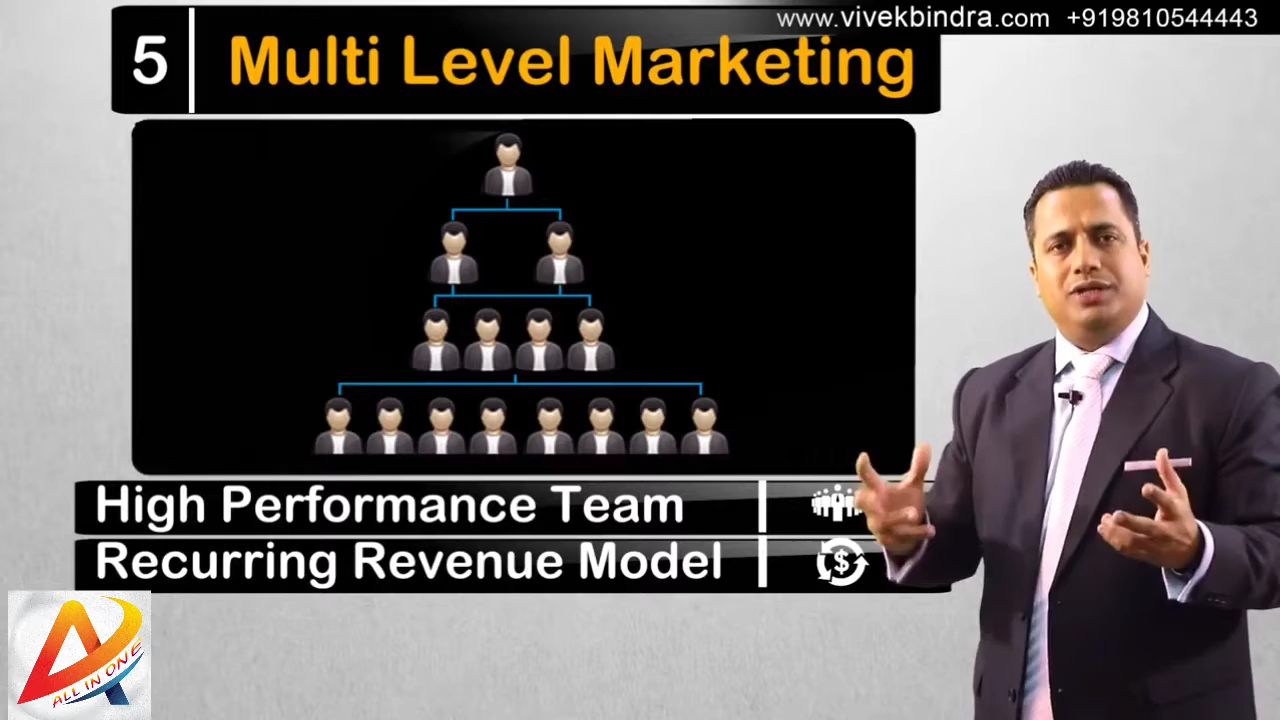 www.vivekbindra.com +919810544443
5 Multi Level Marketing
High Performance Team
Recurring Revenue Model
$
ALL IN ONE